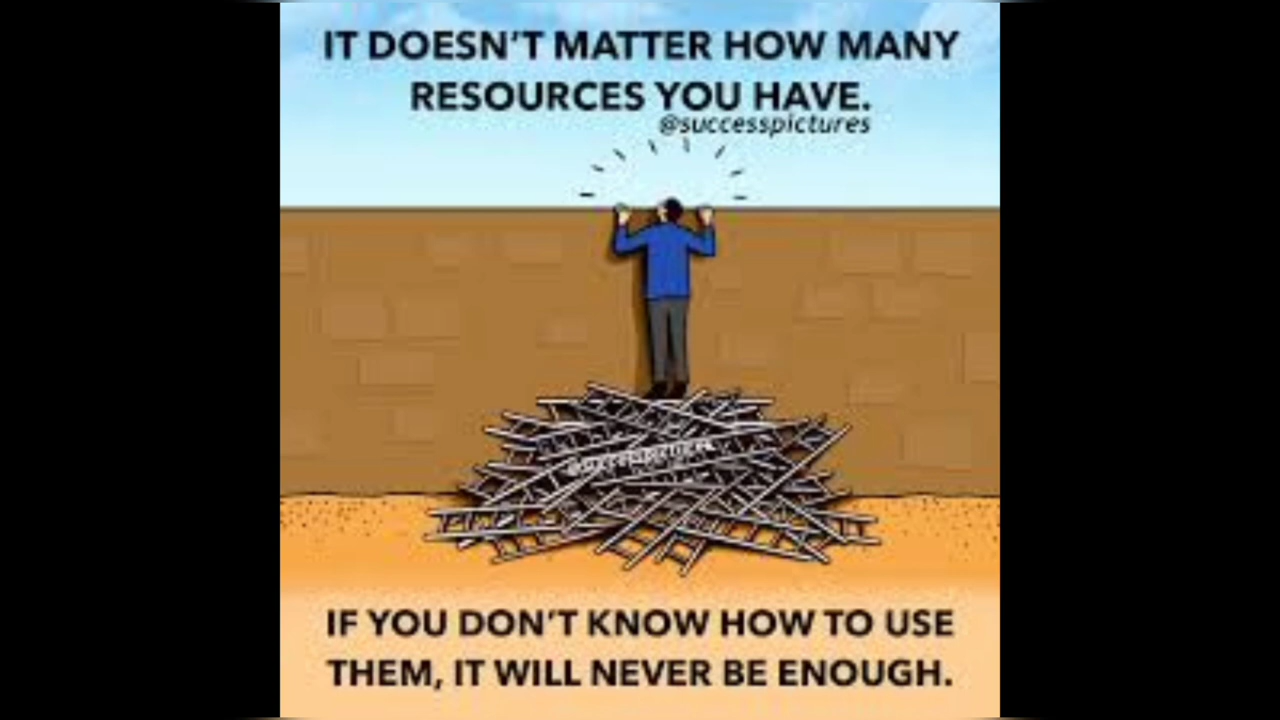 IT DOESN'T MATTER HOW MANY
RESOURCES YOU HAVE.
@successpictures
@successpictures
IF YOU DON'T KNOW HOW TO USE
THEM, IT WILL NEVER BE ENOUGH.